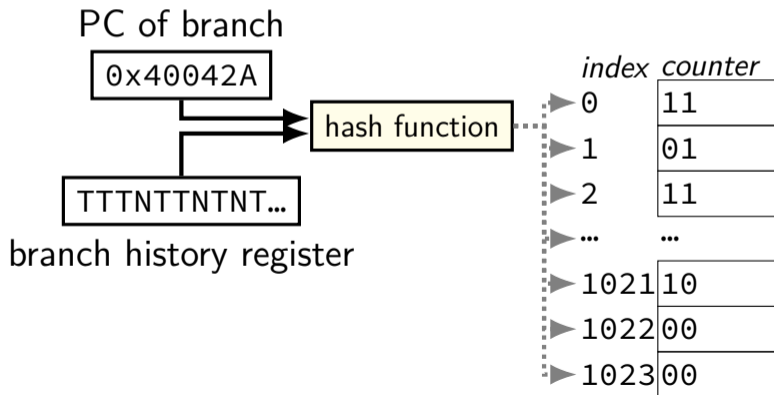 PC of branch
0x40042A
hash function
TTTNTTNTNT…
branch history register
index counter
0 11
1 01
2 11
… …
1021 10
1022 00
1023 00